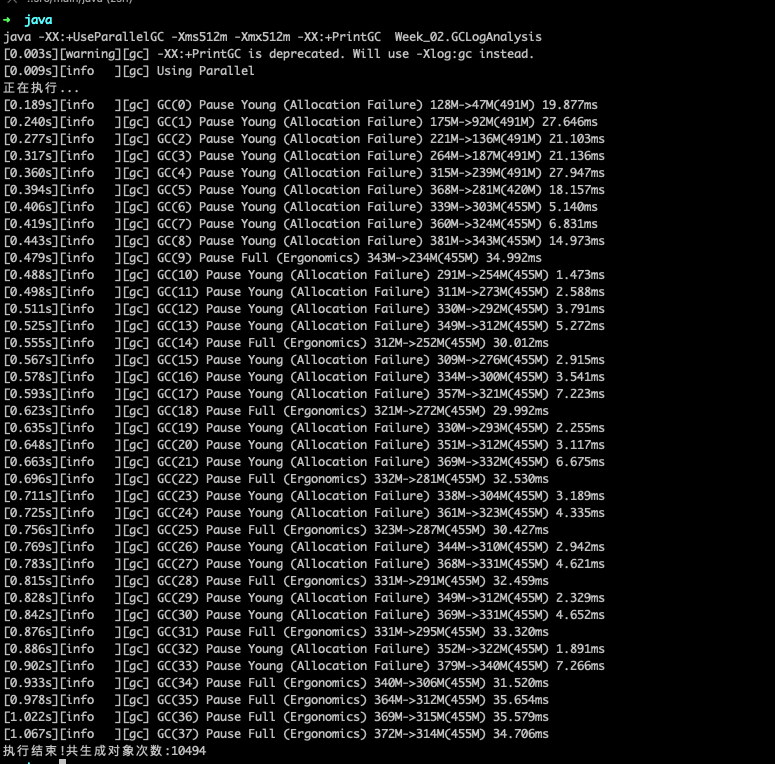 → java
java -XX:+UseParallelGC -Xms512m -Xmx512m -XX:+PrintGC  Week_02.GCLogAnalysis
[0.003s][warning][gc] -XX:+PrintGC is deprecated. Will use -Xlog:gc instead.
[0.009s][info   ][gc] Using Parallel
正在执行...
[0.189s][info   ][gc] GC(0) Pause Young (Allocation Failure) 128M->47M(491M) 19.877ms
[0.240s][info   ][gc] GC(1) Pause Young (Allocation Failure) 175M->92M(491M) 27.646ms
[0.277s][info   ][gc] GC(2) Pause Young (Allocation Failure) 221M->136M(491M) 21.103ms
[0.317s][info   ][gc] GC(3) Pause Young (Allocation Failure) 264M->187M(491M) 21.136ms
[0.360s][info   ][gc] GC(4) Pause Young (Allocation Failure) 315M->239M(491M) 27.947ms
[0.394s][info   ][gc] GC(5) Pause Young (Allocation Failure) 368M->281M(420M) 18.157ms
[0.406s][info   ][gc] GC(6) Pause Young (Allocation Failure) 339M->303M(455M) 5.140ms
[0.419s][info   ][gc] GC(7) Pause Young (Allocation Failure) 360M->324M(455M) 6.831ms
[0.443s][info   ][gc] GC(8) Pause Young (Allocation Failure) 381M->343M(455M) 14.973ms
[0.479s][info   ][gc] GC(9) Pause Full (Ergonomics) 343M->234M(455M) 34.992ms
[0.488s][info   ][gc] GC(10) Pause Young (Allocation Failure) 291M->254M(455M) 1.473ms
[0.498s][info   ][gc] GC(11) Pause Young (Allocation Failure) 311M->273M(455M) 2.588ms
[0.511s][info   ][gc] GC(12) Pause Young (Allocation Failure) 330M->292M(455M) 3.791ms
[0.525s][info   ][gc] GC(13) Pause Young (Allocation Failure) 349M->312M(455M) 5.272ms
[0.555s][info   ][gc] GC(14) Pause Full (Ergonomics) 312M->252M(455M) 30.012ms
[0.567s][info   ][gc] GC(15) Pause Young (Allocation Failure) 309M->276M(455M) 2.915ms
[0.578s][info   ][gc] GC(16) Pause Young (Allocation Failure) 334M->300M(455M) 3.541ms
[0.593s][info   ][gc] GC(17) Pause Young (Allocation Failure) 357M->321M(455M) 7.223ms
[0.623s][info   ][gc] GC(18) Pause Full (Ergonomics) 321M->272M(455M) 29.992ms
[0.635s][info   ][gc] GC(19) Pause Young (Allocation Failure) 330M->293M(455M) 2.255ms
[0.648s][info   ][gc] GC(20) Pause Young (Allocation Failure) 351M->312M(455M) 3.117ms
[0.663s][info   ][gc] GC(21) Pause Young (Allocation Failure) 369M->332M(455M) 6.675ms
[0.696s][info   ][gc] GC(22) Pause Full (Ergonomics) 332M->281M(455M) 32.530ms
[0.711s][info   ][gc] GC(23) Pause Young (Allocation Failure) 338M->304M(455M) 3.189ms
[0.725s][info   ][gc] GC(24) Pause Young (Allocation Failure) 361M->323M(455M) 4.335ms
[0.756s][info   ][gc] GC(25) Pause Full (Ergonomics) 323M->287M(455M) 30.427ms
[0.769s][info   ][gc] GC(26) Pause Young (Allocation Failure) 344M->310M(455M) 2.942ms
[0.783s][info   ][gc] GC(27) Pause Young (Allocation Failure) 368M->331M(455M) 4.621ms
[0.815s][info   ][gc] GC(28) Pause Full (Ergonomics) 331M->291M(455M) 32.459ms
[0.828s][info   ][gc] GC(29) Pause Young (Allocation Failure) 349M->312M(455M) 2.329ms
[0.842s][info   ][gc] GC(30) Pause Young (Allocation Failure) 369M->331M(455M) 4.652ms
[0.876s][info   ][gc] GC(31) Pause Full (Ergonomics) 331M->295M(455M) 33.320ms
[0.886s][info   ][gc] GC(32) Pause Young (Allocation Failure) 352M->322M(455M) 1.891ms
[0.902s][info   ][gc] GC(33) Pause Young (Allocation Failure) 379M->340M(455M) 7.266ms
[0.933s][info   ][gc] GC(34) Pause Full (Ergonomics) 340M->306M(455M) 31.520ms
[0.978s][info   ][gc] GC(35) Pause Full (Ergonomics) 364M->312M(455M) 35.654ms
[1.022s][info   ][gc] GC(36) Pause Full (Ergonomics) 369M->315M(455M) 35.579ms
[1.067s][info   ][gc] GC(37) Pause Full (Ergonomics) 372M->314M(455M) 34.706ms
执行结束!共生成对象次数:10494